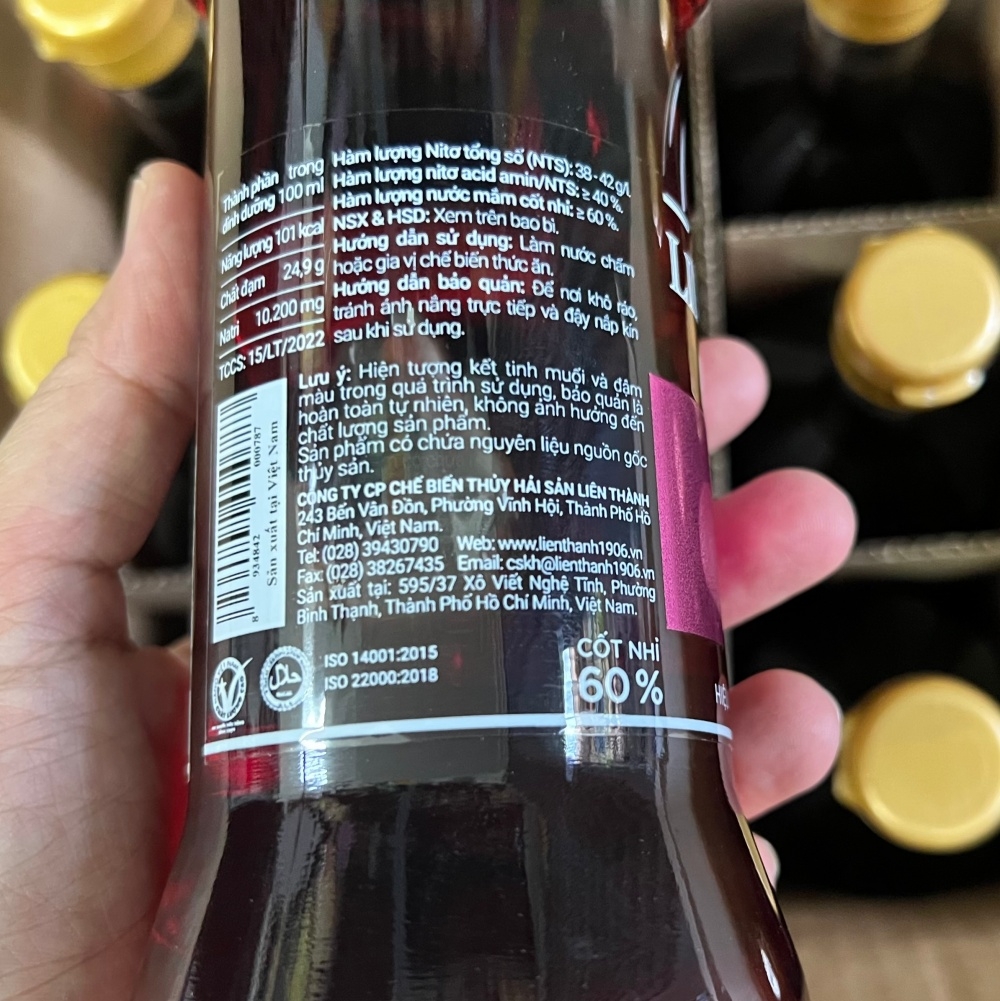 Thành phần trong
dinh dưỡng 100 ml
Năng lượng 101 kcal
Chất đạm 24,9 g
Natri 10.200 mg
TCCS: 15/LT/2022
Hàm lượng Nitơ tổng số (NTS): 38 - 42 g/l.
Hàm lượng nitơ acid amin/NTS: ≥ 40 %.
Hàm lượng nước mắm cốt nhỉ: ≥ 60 %.
NSX & HSD: Xem trên bao bì.
Hướng dẫn sử dụng: Làm nước chấm
hoặc gia vị chế biến thức ăn.
Hướng dẫn bảo quản: Để nơi khô ráo,
tránh ánh nắng trực tiếp và đậy nắp kín
sau khi sử dụng.
Lưu ý: Hiện tượng kết tinh muối và đậm
màu trong quá trình sử dụng, bảo quản là
hoàn toàn tự nhiên, không ảnh hưởng đến
chất lượng sản phẩm.
Sản phẩm có chứa nguyên liệu nguồn gốc
thủy sản.
CÔNG TY CP CHẾ BIẾN THỦY HẢI SẢN LIÊN THÀNH
243 Bến Vân Đồn, Phường Vĩnh Hội, Thành Phố Hồ
Chí Minh, Việt Nam.
Tel: (028) 39430790 Web: www.lienthanh1906.vn
Fax: (028) 38267435 Email: cskh@lienthanh1906.vn
Sản xuất tại: 595/37 Xô Viết Nghệ Tĩnh, Phường
Bình Thạnh, Thành Phố Hồ Chí Minh, Việt Nam.
8 934842 000787
Sản xuất tại Việt Nam
حلال
ISO 14001:2015
ISO 22000:2018
CỐT NHỈ
60%
LI